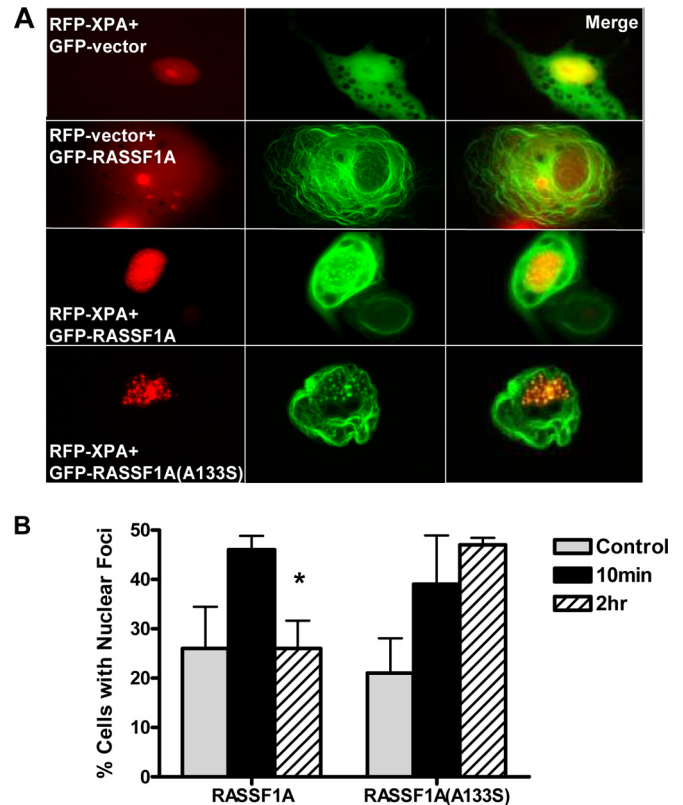 A
RFP-XPA+
GFP-vector
Merge
RFP-vector+
GFP-RASSF1A
RFP-XPA+
GFP-RASSF1A
RFP-XPA+
GFP-RASSF1A(A133S)
B
% Cells with Nuclear Foci
50
40
30
20
10
0
*
Control
10min
2hr
RASSF1A
RASSF1A(A133S)